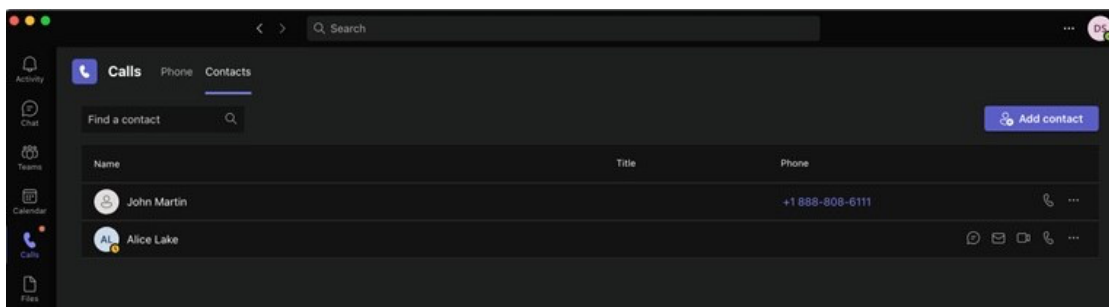 Search
DS
Activity
Chat
Teams
Calendar
Calls
Files
Calls Phone Contacts
Find a contact
Add contact
Name Title Phone
John Martin +1 888-808-6111
AL Alice Lake